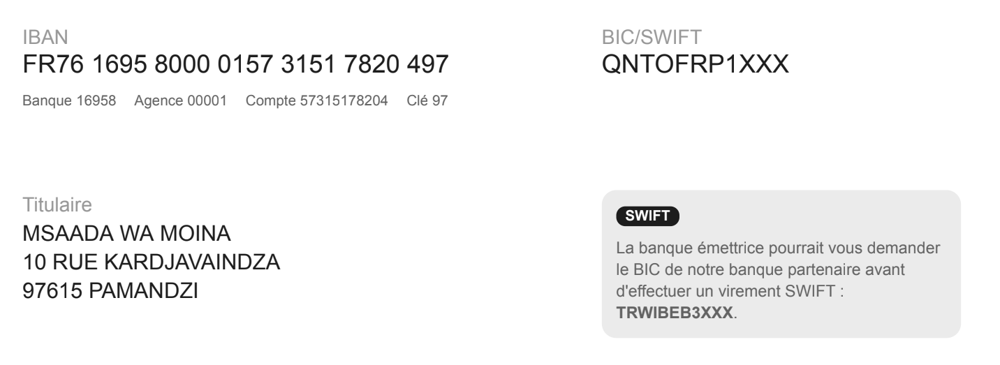 IBAN
FR76 1695 8000 0157 3151 7820 497
Banque 16958 Agence 00001 Compte 57315178204 Clé 97
BIC/SWIFT
QNTOFRP1XXX
Titulaire
MSAADA WA MOINA
10 RUE KARDJAVAINDZA
97615 PAMANDZI
SWIFT
La banque émettrice pourrait vous demander
le BIC de notre banque partenaire avant
d'effectuer un virement SWIFT :
TRWIBEB3XXX.